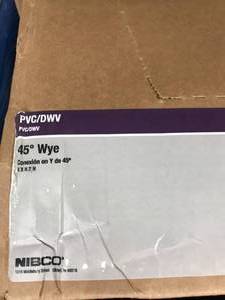 PVC/DWV
PVC/DWV
45° Wye
Conexión en Y de 45°
NIBCO